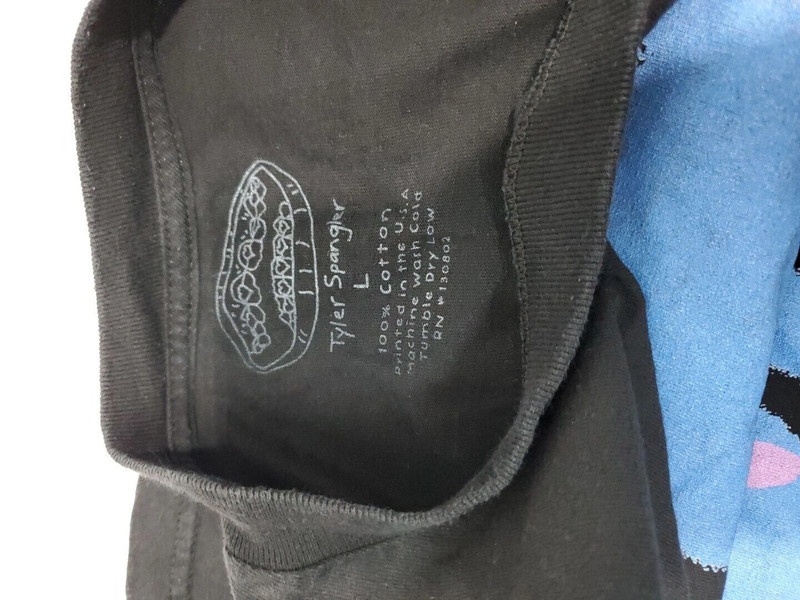 Tyler Spangler
L
100% Cotton
Printed in the U.S.A
Machine Wash Cold
Tumble Dry Low
RN #130802